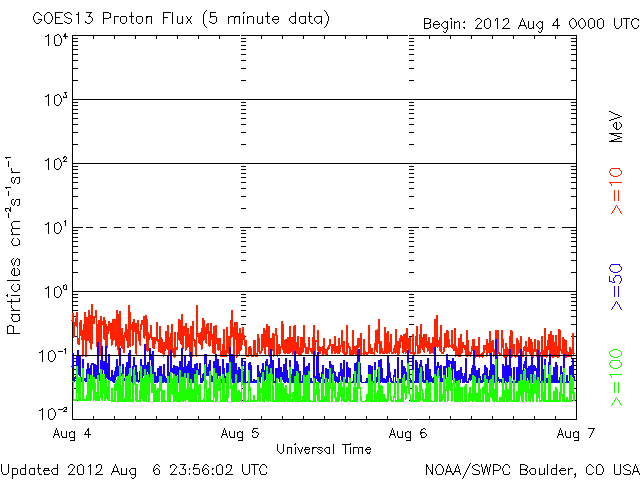 GOES13 Proton Flux (5 minute data)
Begin: 2012 Aug 4 0000 UTC
Particles cm⁻²s⁻¹sr⁻¹
10⁴
10³
10²
10¹
10⁰
10⁻¹
10⁻²
Aug 4 Aug 5 Aug 6 Aug 7
Universal Time
MeV
>=10
>=50
>=100
Updated 2012 Aug 6 23:56:02 UTC
NOAA/SWPC Boulder, CO USA